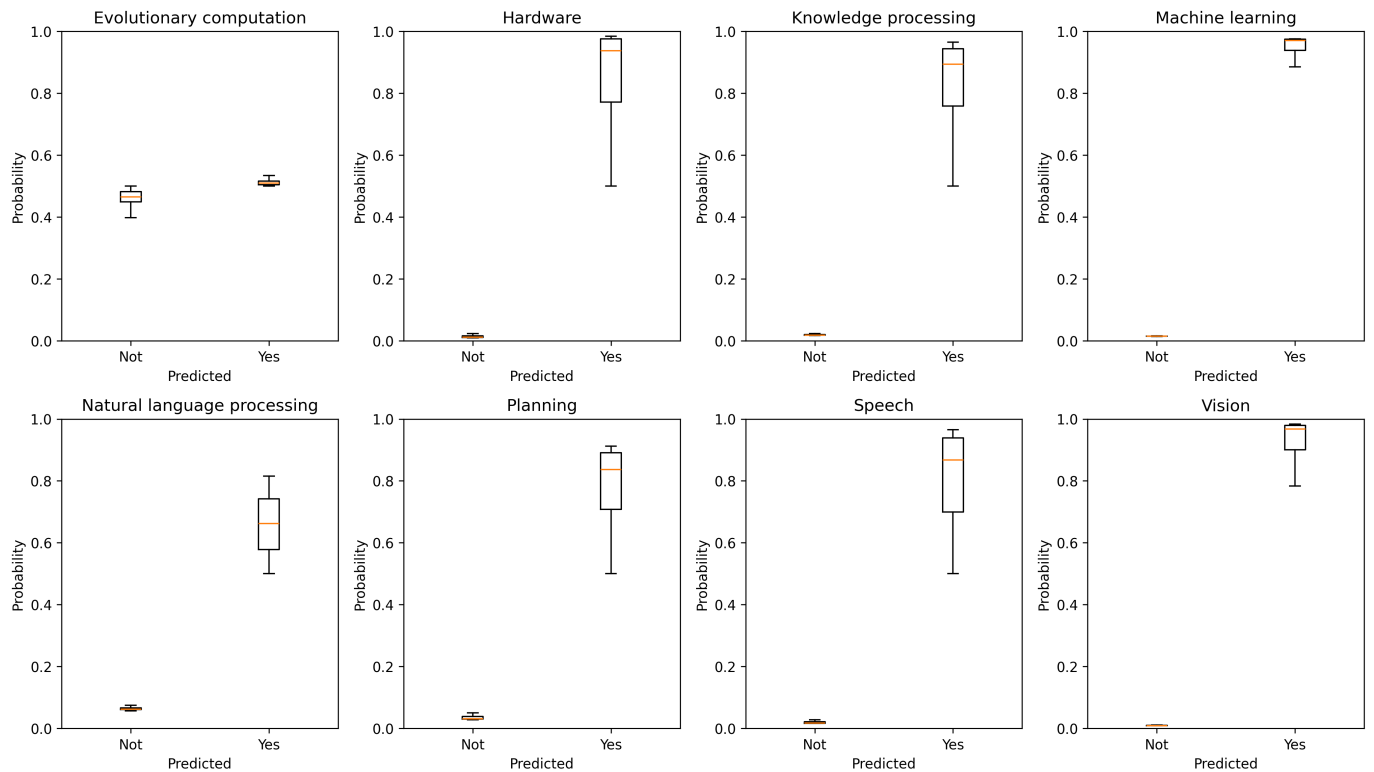 Evolutionary computation
Probability
1.0
0.8
0.6
0.4
0.2
0.0
Not Yes
Predicted
Hardware
Probability
1.0
0.8
0.6
0.4
0.2
0.0
Not Yes
Predicted
Knowledge processing
Probability
1.0
0.8
0.6
0.4
0.2
0.0
Not Yes
Predicted
Machine learning
Probability
1.0
0.8
0.6
0.4
0.2
0.0
Not Yes
Predicted
Natural language processing
Probability
1.0
0.8
0.6
0.4
0.2
0.0
Not Yes
Predicted
Planning
Probability
1.0
0.8
0.6
0.4
0.2
0.0
Not Yes
Predicted
Speech
Probability
1.0
0.8
0.6
0.4
0.2
0.0
Not Yes
Predicted
Vision
Probability
1.0
0.8
0.6
0.4
0.2
0.0
Not Yes
Predicted